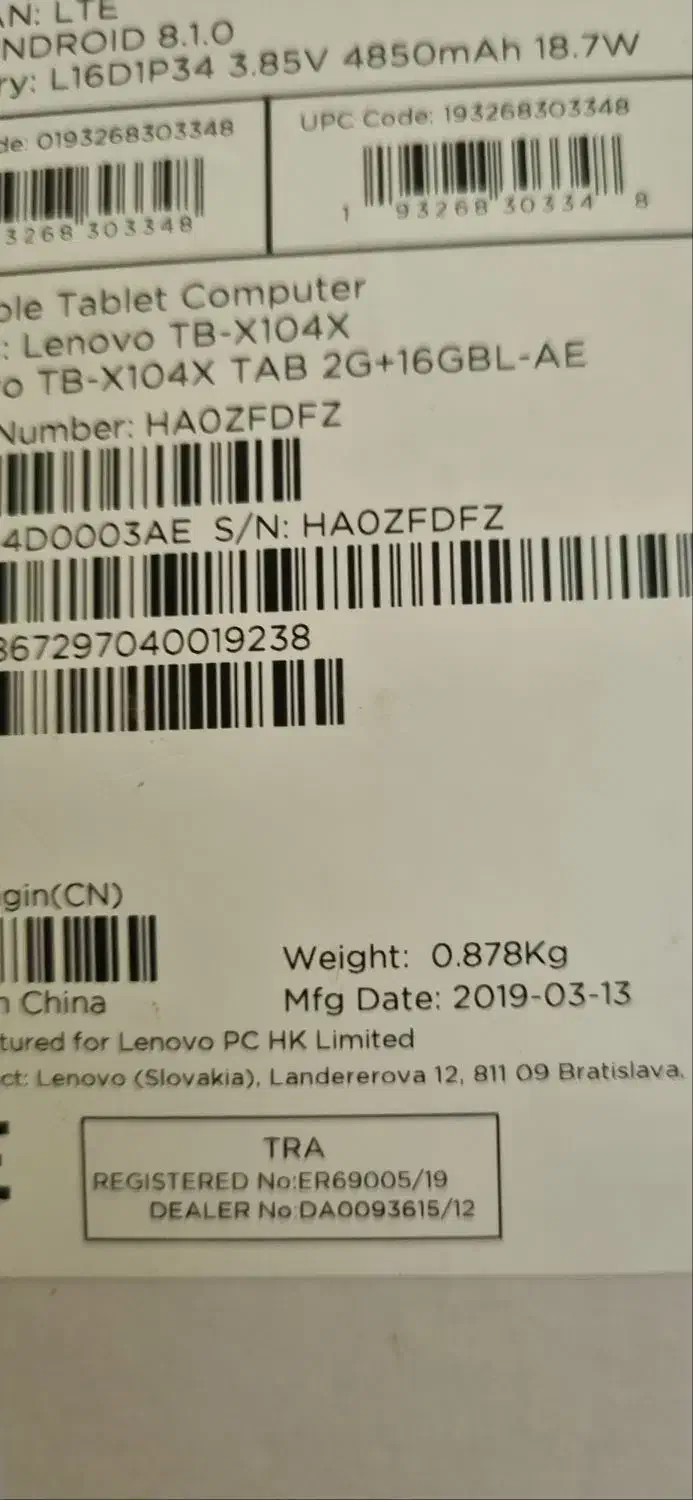 AN: LTE
NDROID 8.1.0
ry: L16D1P34 3.85V 4850mAh 18.7W
de: 0193268303348
UPC Code: 193268303348
3268 303348
1 93268 30334 8
ble Tablet Computer
: Lenovo TB-X104X
o TB-X104X TAB 2G+16GBL-AE
Number: HA0ZFDFZ
4D0003AE S/N: HA0ZFDFZ
867297040019238
gin(CN)
n China
Weight: 0.878Kg
Mfg Date: 2019-03-13
tured for Lenovo PC HK Limited
ct: Lenovo (Slovakia), Landererova 12, 811 09 Bratislava,
TRA
REGISTERED No:ER69005/19
DEALER No:DA0093615/12